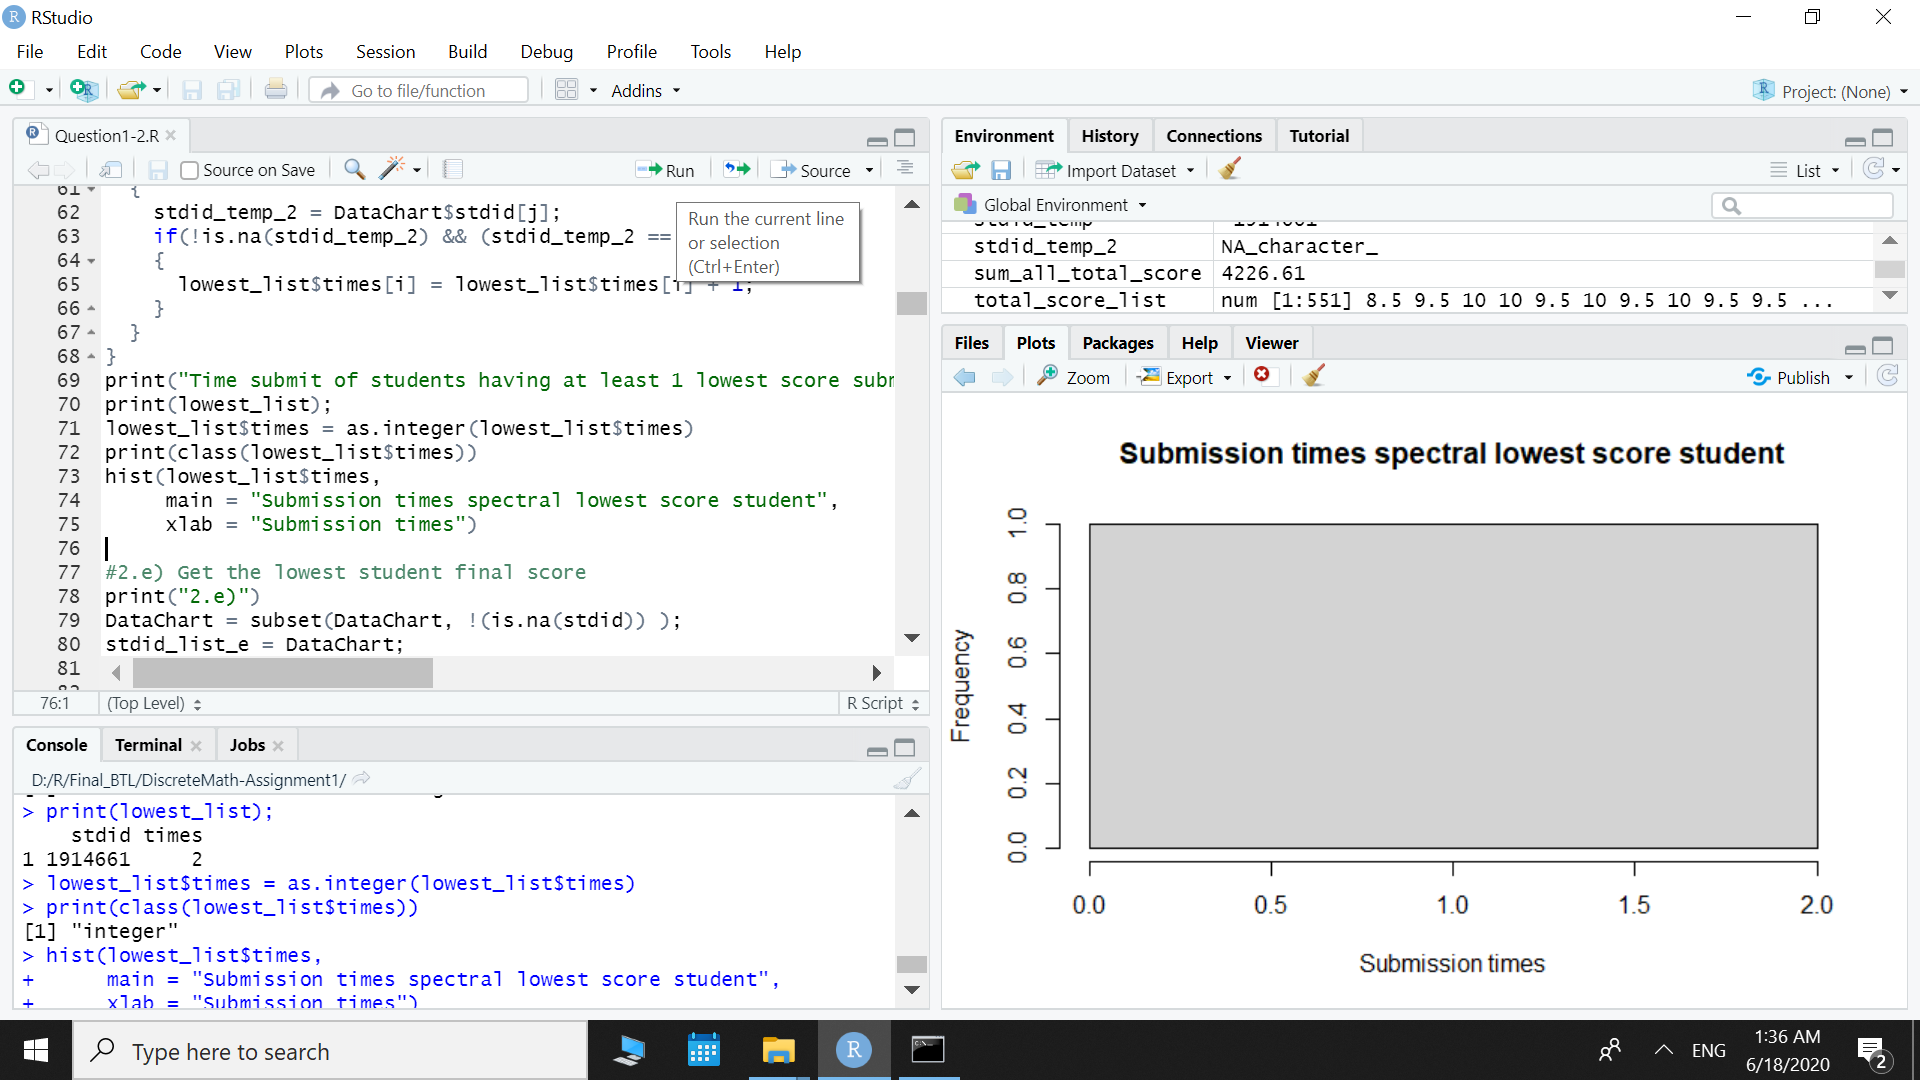 RStudio
File Edit Code View Plots Session Build Debug Profile Tools Help
Go to file/function Addins Project: (None)
Question1-2.R
Source on Save Run Source
61 {
62 stdid_temp_2 = DataChart$stdid[j];
63 if(!is.na(stdid_temp_2) && (stdid_temp_2 ==
64 {
65 lowest_list$times[i] = lowest_list$times[i] + 1;
66 }
67 }
68 }
69 print("Time submit of students having at least 1 lowest score subm
70 print(lowest_list);
71 lowest_list$times = as.integer(lowest_list$times)
72 print(class(lowest_list$times))
73 hist(lowest_list$times,
74 main = "Submission times spectral lowest score student",
75 xlab = "Submission times")
76
77 #2.e) Get the lowest student final score
78 print("2.e)")
79 DataChart = subset(DataChart, !(is.na(stdid)) );
80 stdid_list_e = DataChart;
81
Run the current line
or selection
(Ctrl+Enter)
76:1 (Top Level) R Script
Console Terminal Jobs
D:/R/Final_BTL/DiscreteMath-Assignment1/
> print(lowest_list);
stdid times
1 1914661 2
> lowest_list$times = as.integer(lowest_list$times)
> print(class(lowest_list$times))
[1] "integer"
> hist(lowest_list$times,
+ main = "Submission times spectral lowest score student",
+ xlab = "Submission times")
Environment History Connections Tutorial
Import Dataset List
Global Environment
stdid_temp "1914661"
stdid_temp_2 NA_character_
sum_all_total_score 4226.61
total_score_list num [1:551] 8.5 9.5 10 10 9.5 10 9.5 10 9.5 9.5 ...
Files Plots Packages Help Viewer
Zoom Export Publish
Submission times spectral lowest score student
Frequency
1.0
0.8
0.6
0.4
0.2
0.0
0.0 0.5 1.0 1.5 2.0
Submission times
Type here to search
R
ENG
1:36 AM
6/18/2020
2